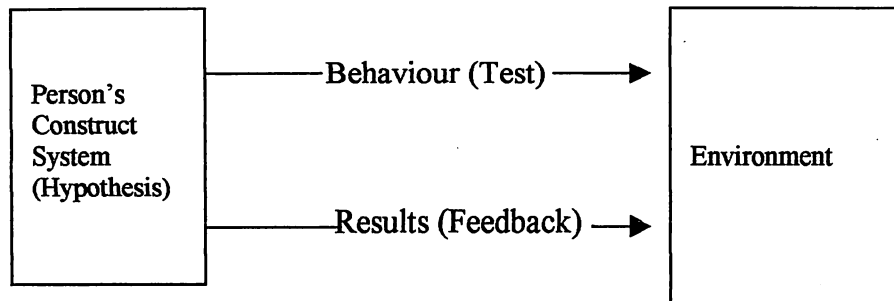 Person's
Construct
System
(Hypothesis)
Behaviour (Test)
Results (Feedback)
Environment